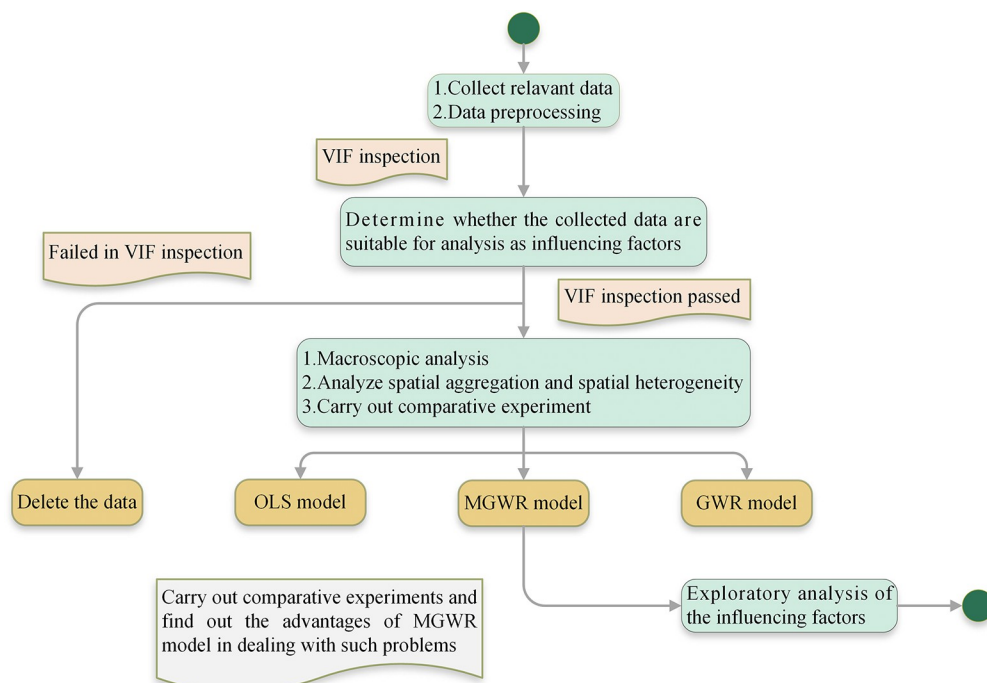 1.Collect relavant data
2.Data preprocessing
VIF inspection
Determine whether the collected data are
suitable for analysis as influencing factors
Failed in VIF inspection
VIF inspection passed
1.Macroscopic analysis
2.Analyze spatial aggregation and spatial heterogeneity
3.Carry out comparative experiment
Delete the data
OLS model
MGWR model
GWR model
Carry out comparative experiments and
find out the advantages of MGWR
model in dealing with such problems
Exploratory analysis of
the influencing factors